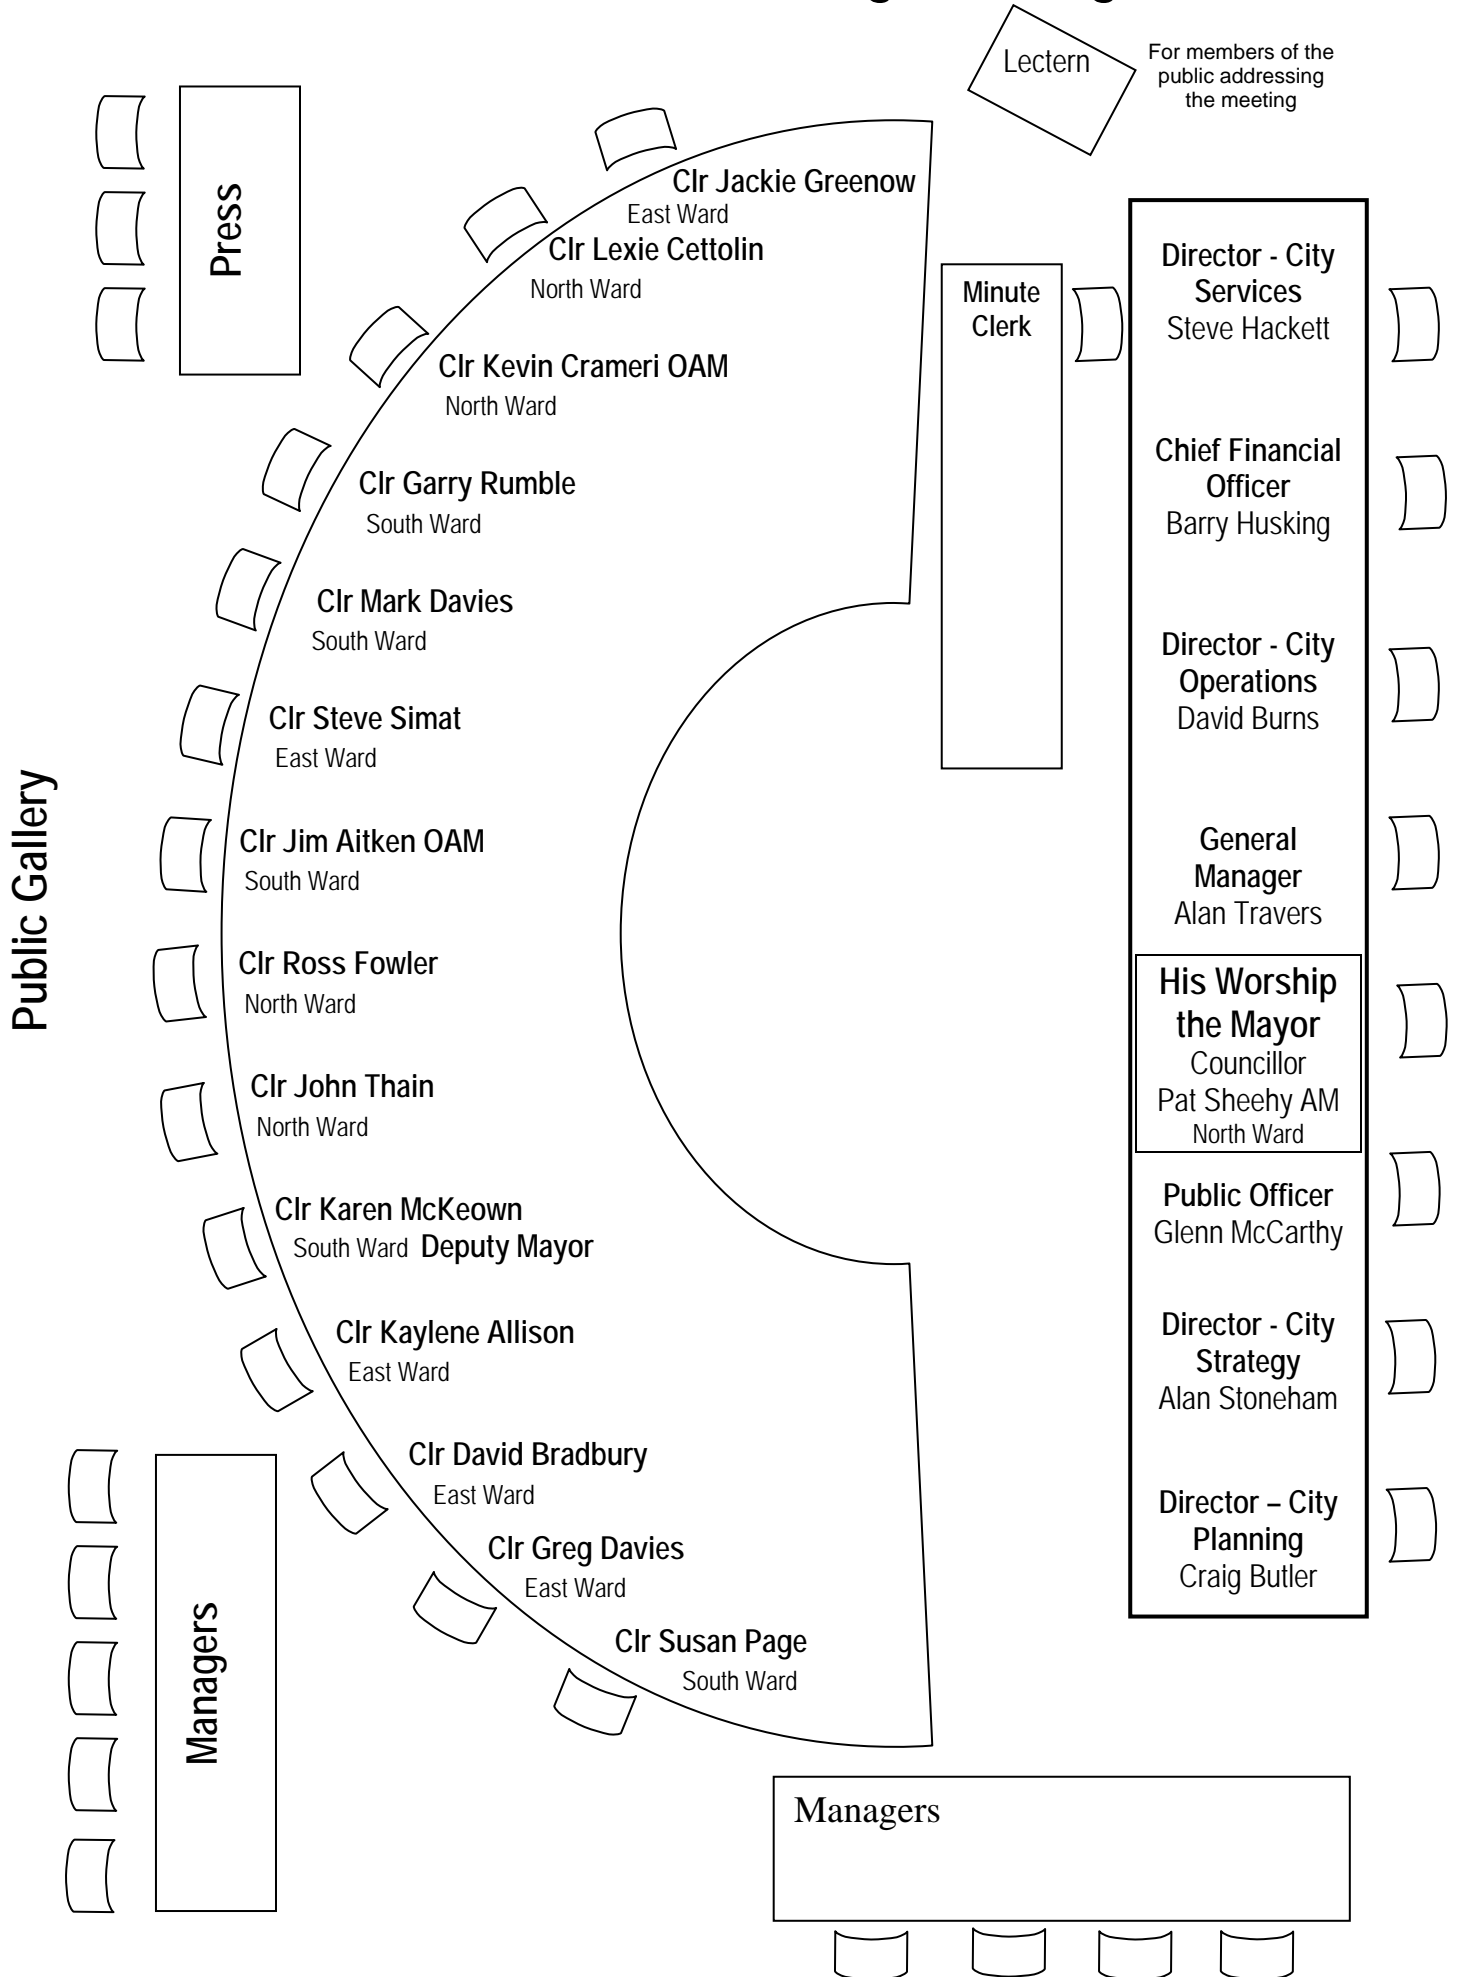 Lectern
For members of the
public addressing
the meeting
Press
Clr Jackie Greenow
East Ward
Clr Lexie Cettolin
North Ward
Clr Kevin Crameri OAM
North Ward
Clr Garry Rumble
South Ward
Clr Mark Davies
South Ward
Clr Steve Simat
East Ward
Clr Jim Aitken OAM
South Ward
Clr Ross Fowler
North Ward
Clr John Thain
North Ward
Clr Karen McKeown
South Ward Deputy Mayor
Clr Kaylene Allison
East Ward
Clr David Bradbury
East Ward
Clr Greg Davies
East Ward
Clr Susan Page
South Ward
Public Gallery
Managers
Minute
Clerk
Director - City
Services
Steve Hackett
Chief Financial
Officer
Barry Husking
Director - City
Operations
David Burns
General
Manager
Alan Travers
His Worship
the Mayor
Councillor
Pat Sheehy AM
North Ward
Public Officer
Glenn McCarthy
Director - City
Strategy
Alan Stoneham
Director – City
Planning
Craig Butler
Managers